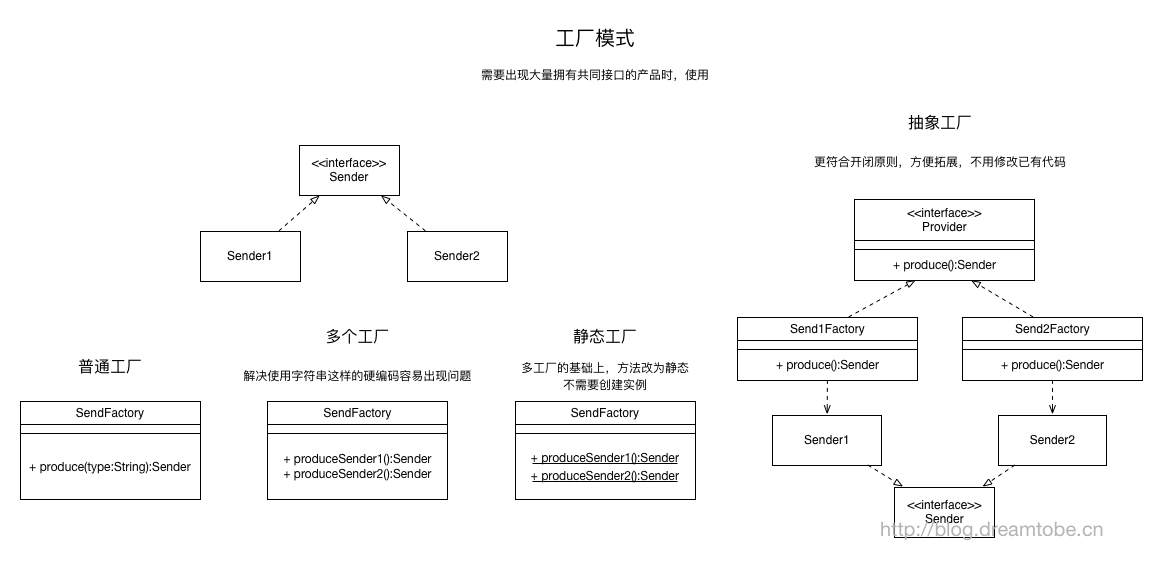 工厂模式
需要出现大量拥有共同接口的产品时，使用
<<interface>>
Sender
Sender1
Sender2
普通工厂
SendFactory
+ produce(type:String):Sender
多个工厂
解决使用字符串这样的硬编码容易出现问题
SendFactory
+ produceSender1():Sender
+ produceSender2():Sender
静态工厂
多工厂的基础上，方法改为静态
不需要创建实例
SendFactory
+ produceSender1():Sender
+ produceSender2():Sender
抽象工厂
更符合开闭原则，方便拓展，不用修改已有代码
<<interface>>
Provider
+ produce():Sender
Send1Factory
+ produce():Sender
Send2Factory
+ produce():Sender
Sender1
Sender2
<<interface>>
Sender
http://blog.dreamtobe.cn